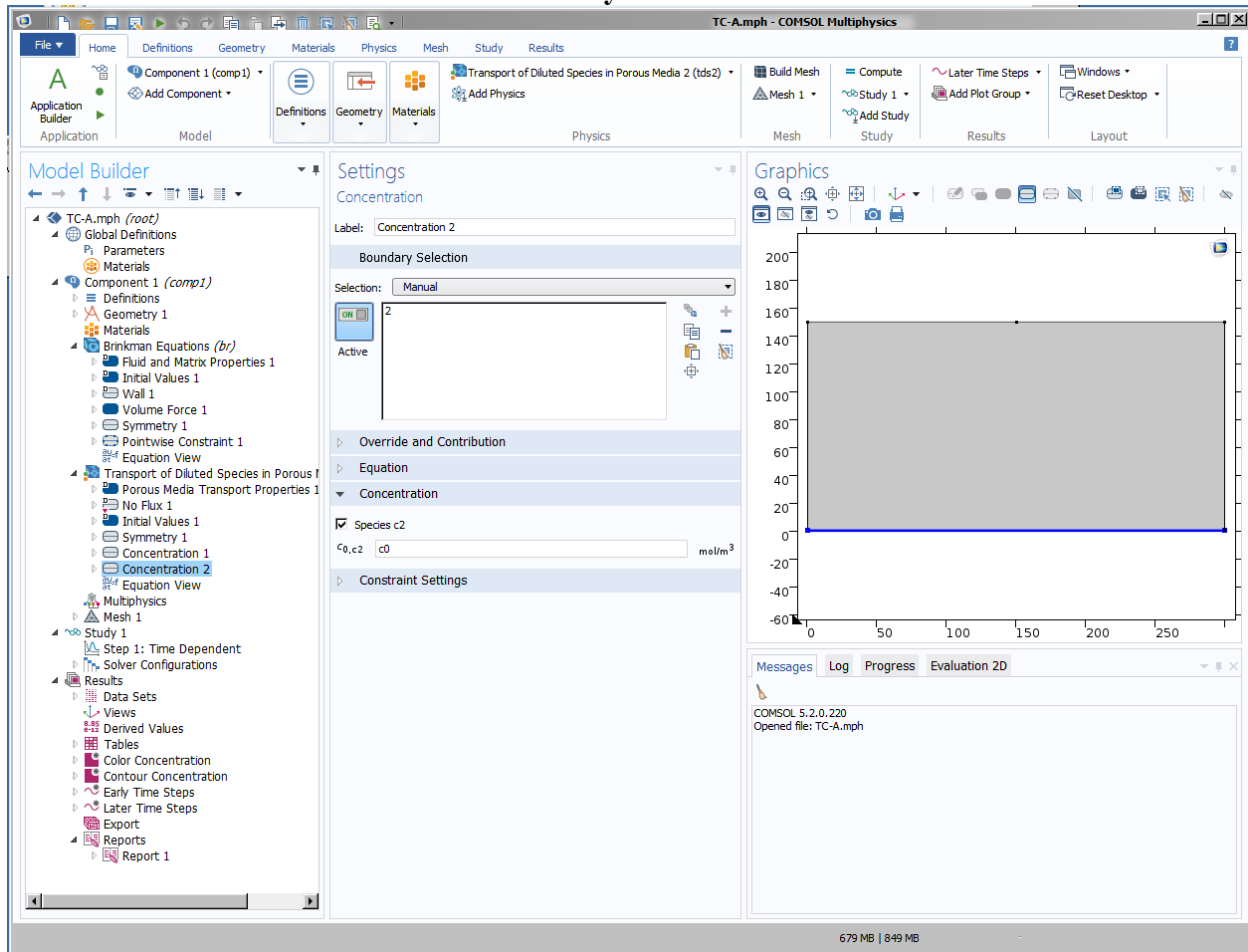 TC-A.mph - COMSOL Multiphysics
File Home Definitions Geometry Materials Physics Mesh Study Results
A
Application Builder
Application
Component 1 (comp1)
Add Component
Model
Definitions
Geometry
Materials
Transport of Diluted Species in Porous Media 2 (tds2)
Add Physics
Physics
Build Mesh
Mesh 1
Mesh
= Compute
Study 1
Add Study
Study
Later Time Steps
Add Plot Group
Results
Windows
Reset Desktop
Layout
Model Builder
TC-A.mph (root)
Global Definitions
Pi Parameters
Materials
Component 1 (comp1)
Definitions
Geometry 1
Materials
Brinkman Equations (br)
Fluid and Matrix Properties 1
Initial Values 1
Wall 1
Volume Force 1
Symmetry 1
Pointwise Constraint 1
Equation View
Transport of Diluted Species in Porous
Porous Media Transport Properties 1
No Flux 1
Initial Values 1
Symmetry 1
Concentration 1
Concentration 2
Equation View
Multiphysics
Mesh 1
Study 1
Step 1: Time Dependent
Solver Configurations
Results
Data Sets
Views
Derived Values
Tables
Color Concentration
Contour Concentration
Early Time Steps
Later Time Steps
Export
Reports
Report 1
Settings
Concentration
Label: Concentration 2
Boundary Selection
Selection: Manual
ON
Active
2
Override and Contribution
Equation
Concentration
Species c2
c0,c2 c0 mol/m³
Constraint Settings
Graphics
200
180
160
140
120
100
80
60
40
20
0
-20
-40
-60
0 50 100 150 200 250
Messages Log Progress Evaluation 2D
COMSOL 5.2.0.220
Opened file: TC-A.mph
679 MB | 849 MB